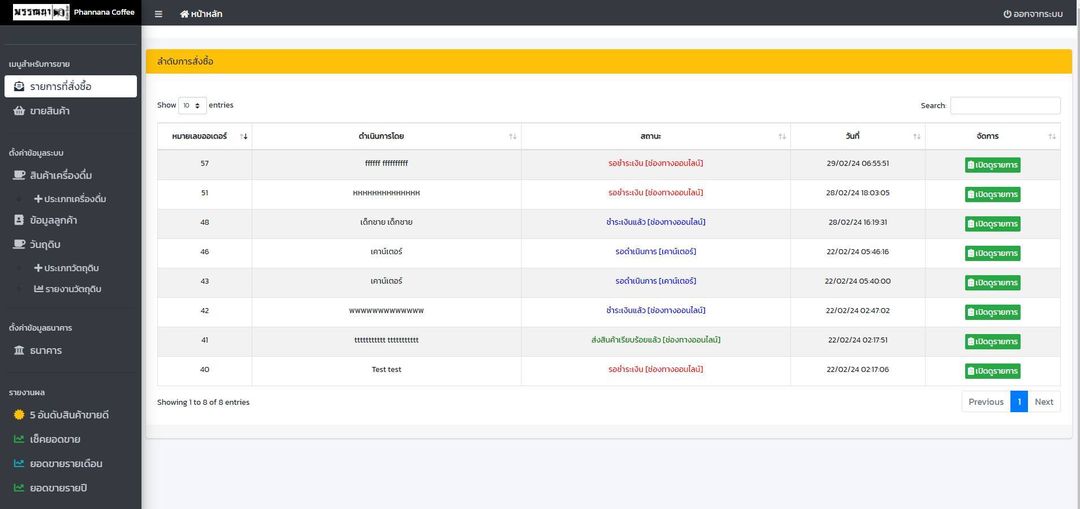 พรรณนา Phannana Coffee
หน้าหลัก
ออกจากระบบ
เมนูสำหรับการขาย
รายการที่สั่งซื้อ
ขายสินค้า
ตั้งค่าข้อมูลระบบ
สินค้าเครื่องดื่ม
ประเภทเครื่องดื่ม
ข้อมูลลูกค้า
วันถุดิบ
ประเภทวัตถุดิบ
รายงานวัตถุดิบ
ตั้งค่าข้อมูลธนาคาร
ธนาคาร
รายงานผล
5 อันดับสินค้าขายดี
เช็คยอดขาย
ยอดขายรายเดือน
ยอดขายรายปี
ลำดับการสั่งซื้อ
Show 10 entries
Search:
หมายเลขออเดอร์ ดำเนินการโดย สถานะ วันที่ จัดการ
57 ffffff ffffffffff รอชำระเงิน [ช่องทางออนไลน์] 29/02/24 06:55:51 เปิดดูรายการ
51 HHHHHHHHHHHHHH รอชำระเงิน [ช่องทางออนไลน์] 28/02/24 18:03:05 เปิดดูรายการ
48 เด็กชาย เด็กชาย ชำระเงินแล้ว [ช่องทางออนไลน์] 28/02/24 16:19:31 เปิดดูรายการ
46 เคาน์เตอร์ รอดำเนินการ [เคาน์เตอร์] 22/02/24 05:46:16 เปิดดูรายการ
43 เคาน์เตอร์ รอดำเนินการ [เคาน์เตอร์] 22/02/24 05:40:00 เปิดดูรายการ
42 wwwwwwwwwwwww ชำระเงินแล้ว [ช่องทางออนไลน์] 22/02/24 02:47:02 เปิดดูรายการ
41 ttttttttttt ttttttttttt ส่งสินค้าเรียบร้อยแล้ว [ช่องทางออนไลน์] 22/02/24 02:17:51 เปิดดูรายการ
40 Test test รอชำระเงิน [ช่องทางออนไลน์] 22/02/24 02:17:06 เปิดดูรายการ
Showing 1 to 8 of 8 entries
Previous 1 Next